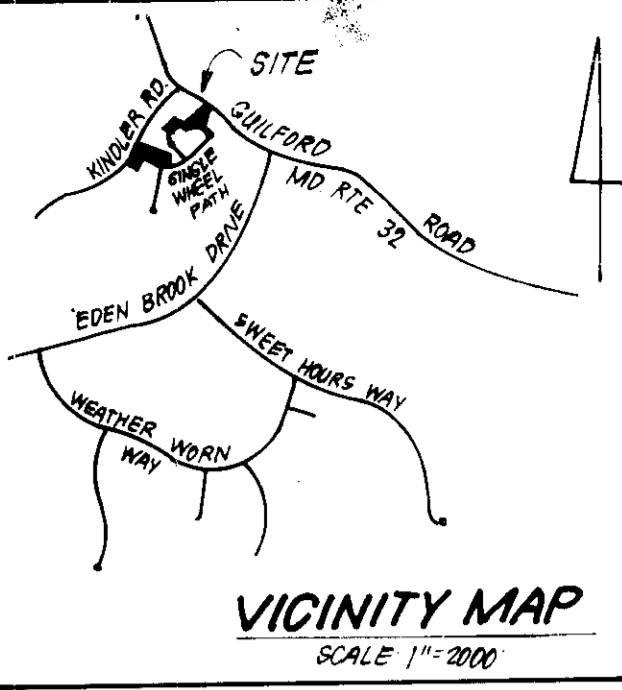 SITE
KINDLER RD.
GUILFORD
ROAD
MD RTE 32
SINGLE
WHEEL
PATH
EDEN BROOK DRIVE
SWEET HOURS WAY
WEATHER WORN
WAY
VICINITY MAP
SCALE 1"=2000'